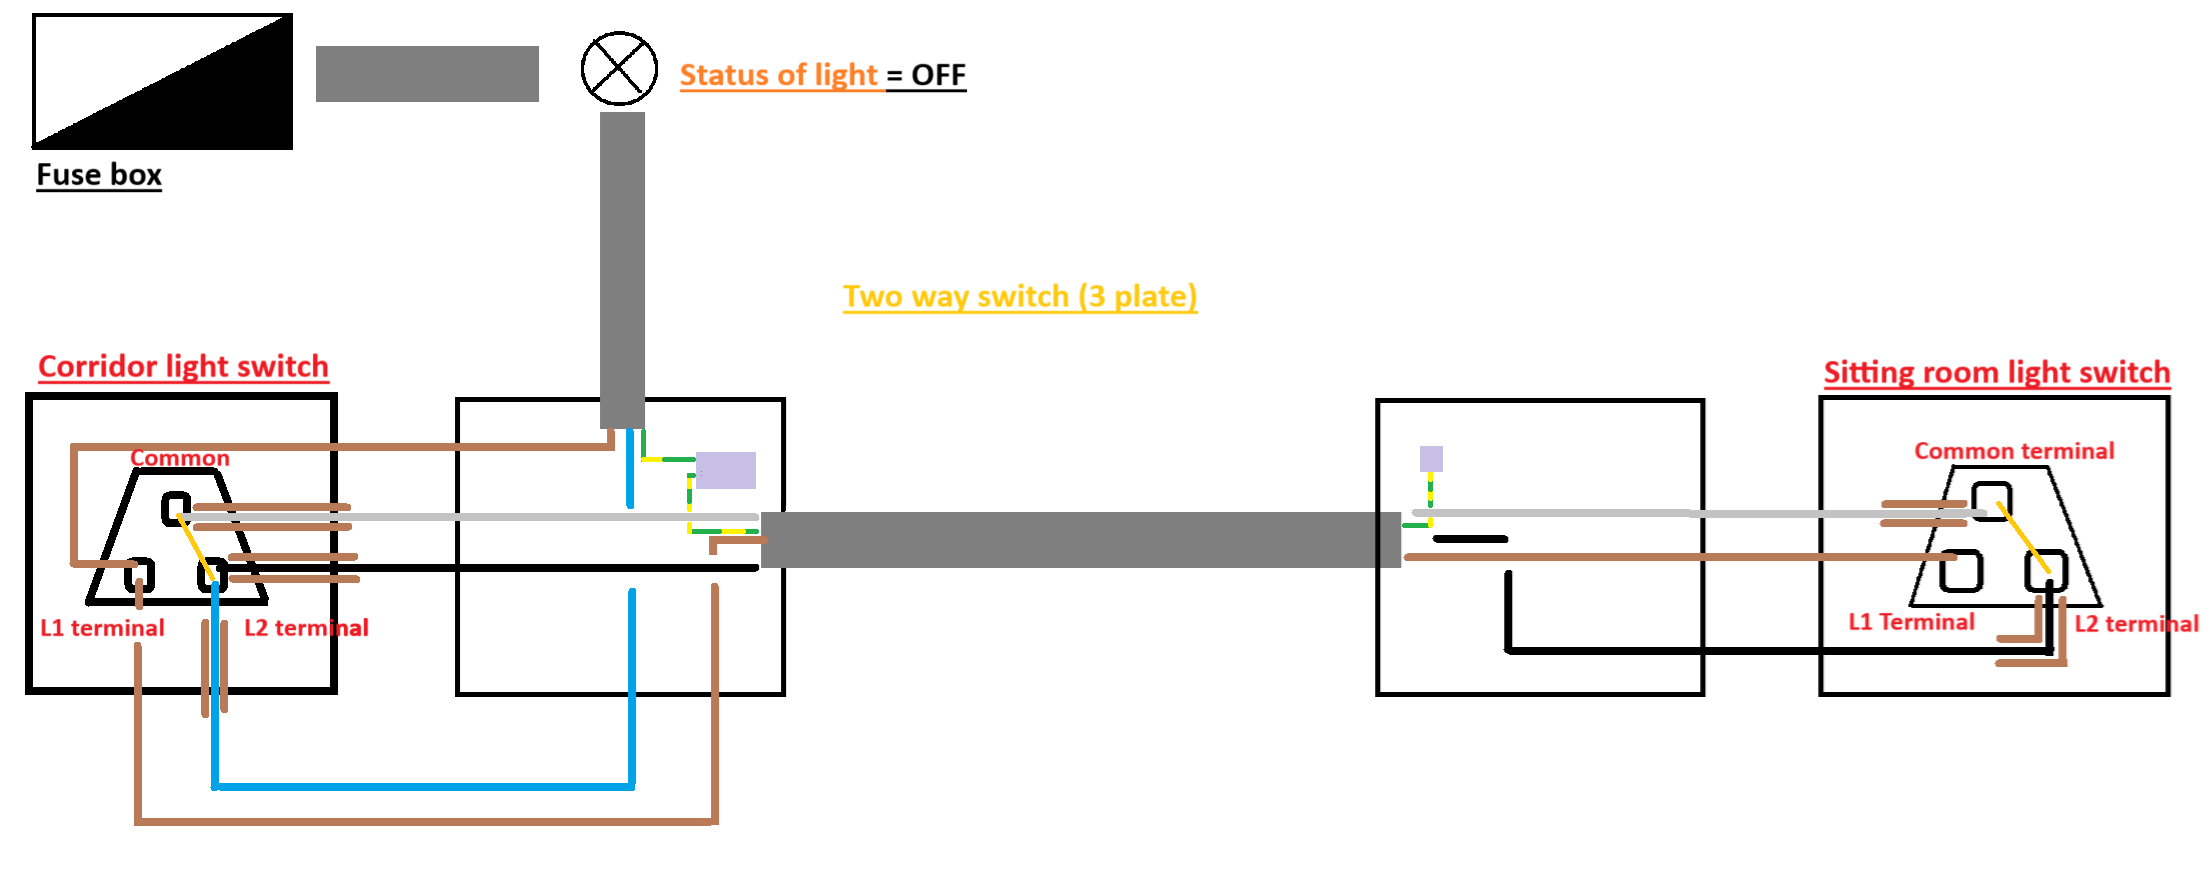 Status of light = OFF
Fuse box
Two way switch (3 plate)
Corridor light switch
Sitting room light switch
Common
Common terminal
L1 terminal
L2 terminal
L1 Terminal
L2 terminal